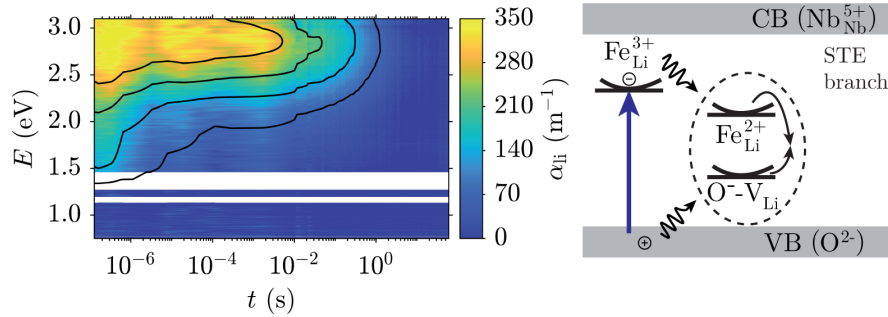 3.0
2.5
2.0
1.5
1.0
E (eV)
10⁻⁶
10⁻⁴
10⁻²
10⁰
t (s)
350
280
210
140
70
0
αli (m⁻¹)
CB (Nb⁵⁺Nb)
Fe³⁺Li
STE
branch
−
Fe²⁺Li
O⁻-VLi
+
VB (O²⁻)